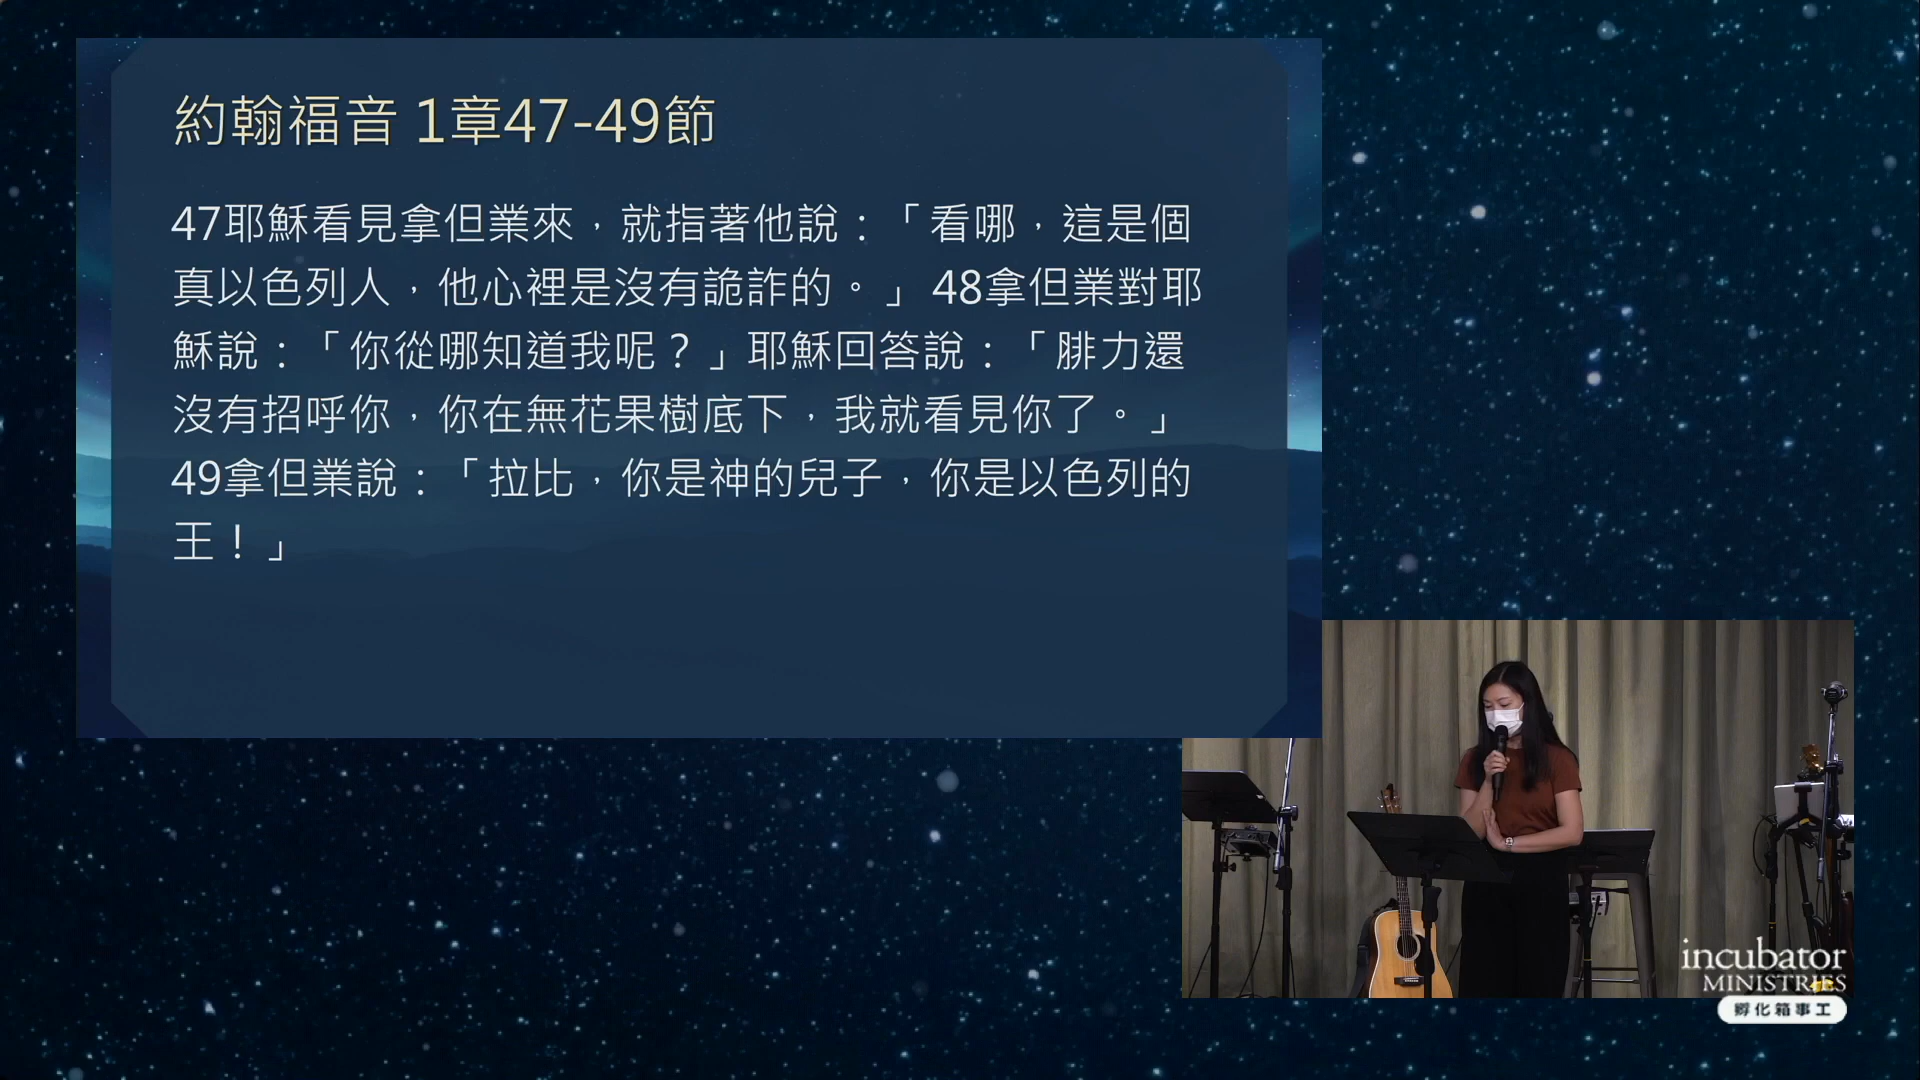 約翰福音 1章47-49節
47耶穌看見拿但業來，就指著他說：「看哪，這是個
真以色列人，他心裡是沒有詭詐的。」 48拿但業對耶
穌說：「你從哪知道我呢？」耶穌回答說：「腓力還
沒有招呼你，你在無花果樹底下，我就看見你了。」
49拿但業說：「拉比，你是神的兒子，你是以色列的
王！」
incubator
MINISTRIES
孵化箱事工